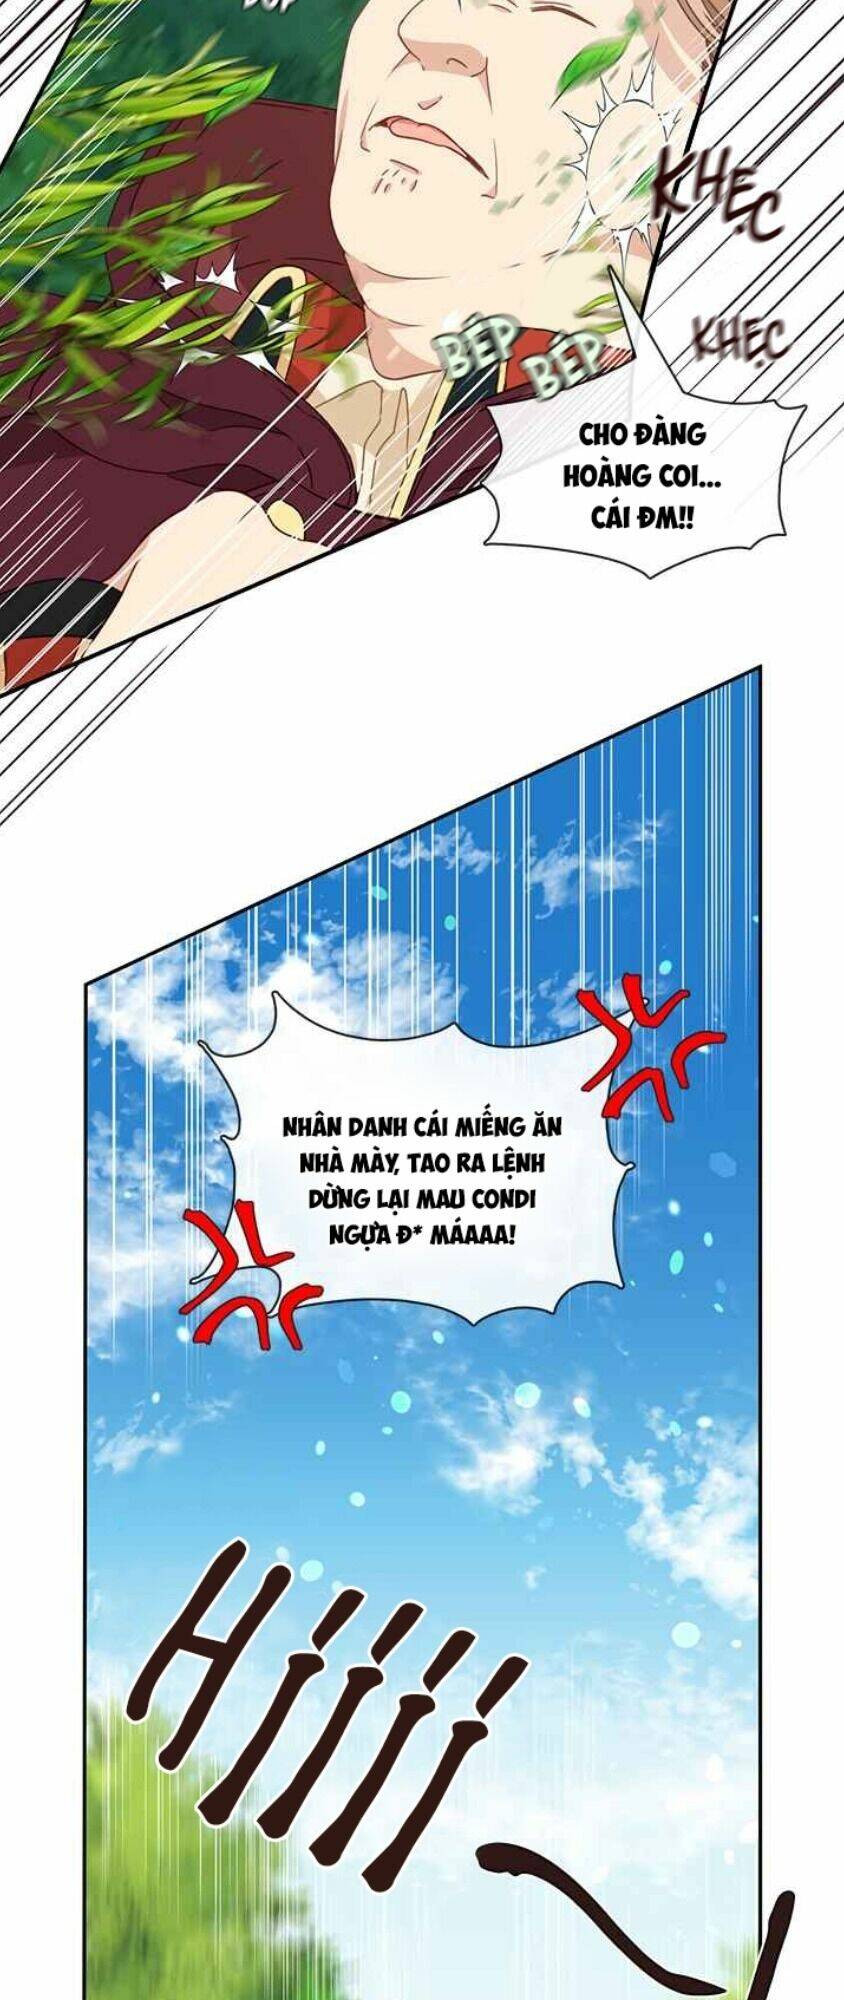 KHẸC
KHẸC
BÉP
BÉP
CHO ĐÀNG
HOÀNG COI...
CÁI ĐM!!
NHÂN DANH CÁI MIẾNG ĂN
NHÀ MÀY, TAO RA LỆNH
DỪNG LẠI MAU CONDI
NGỰA Đ* MÁAAA!
HÍÍÍÍ